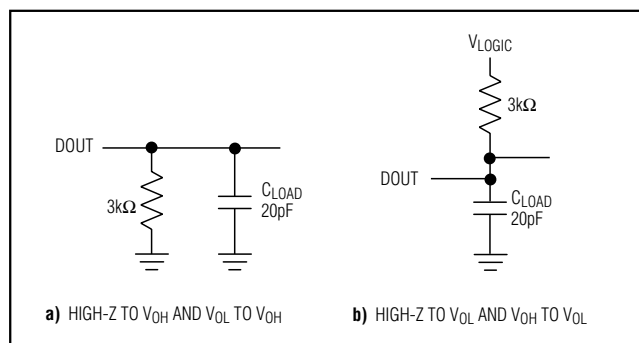 DOUT
3kΩ
CLOAD
20pF
a) HIGH-Z TO VOH AND VOL TO VOH
VLOGIC
3kΩ
DOUT
CLOAD
20pF
b) HIGH-Z TO VOL AND VOH TO VOL